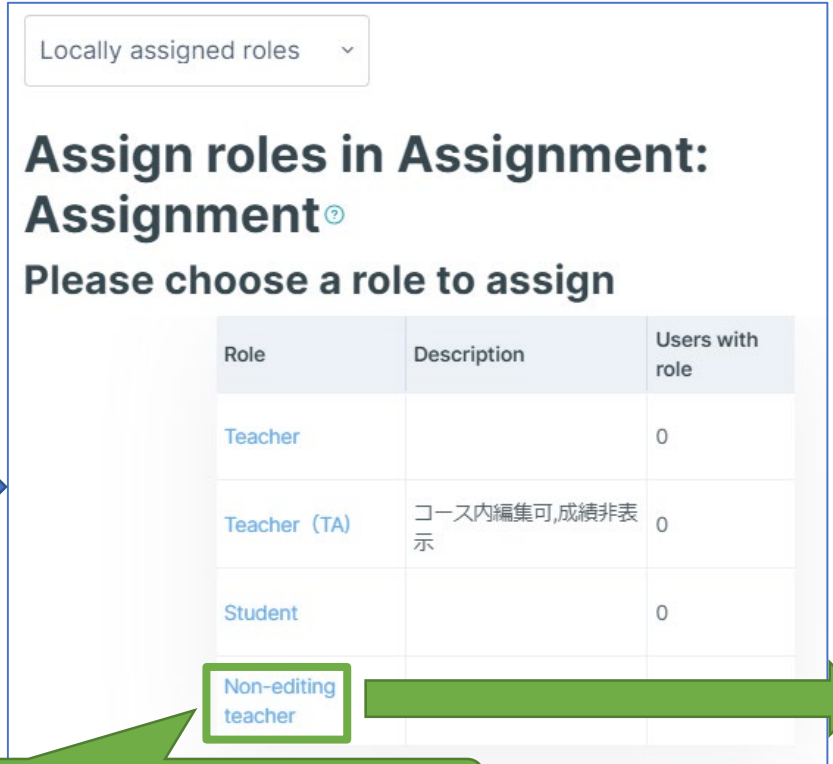 Locally assigned roles
Assign roles in Assignment:
Assignment
Please choose a role to assign
Role Description Users with
role
Teacher 0
Teacher（TA） コース内編集可,成績非表
示 0
Student 0
Non-editing
teacher